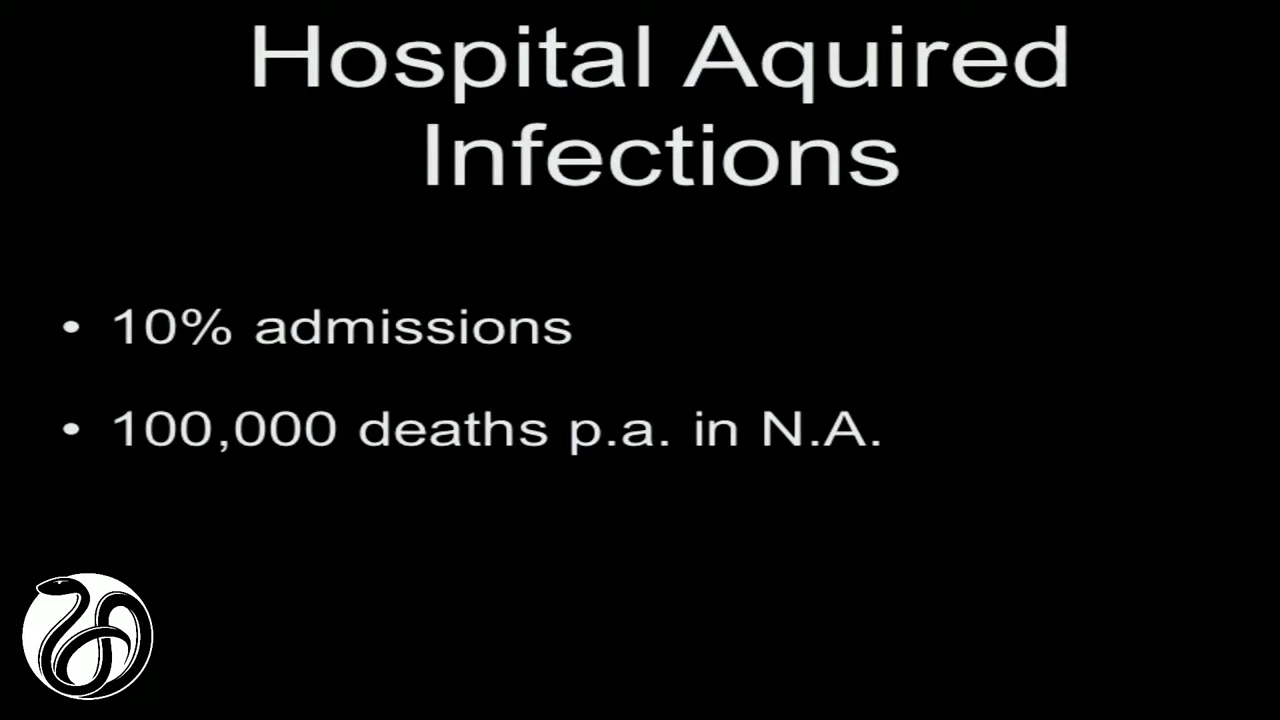 Hospital Aquired
Infections
• 10% admissions
• 100,000 deaths p.a. in N.A.